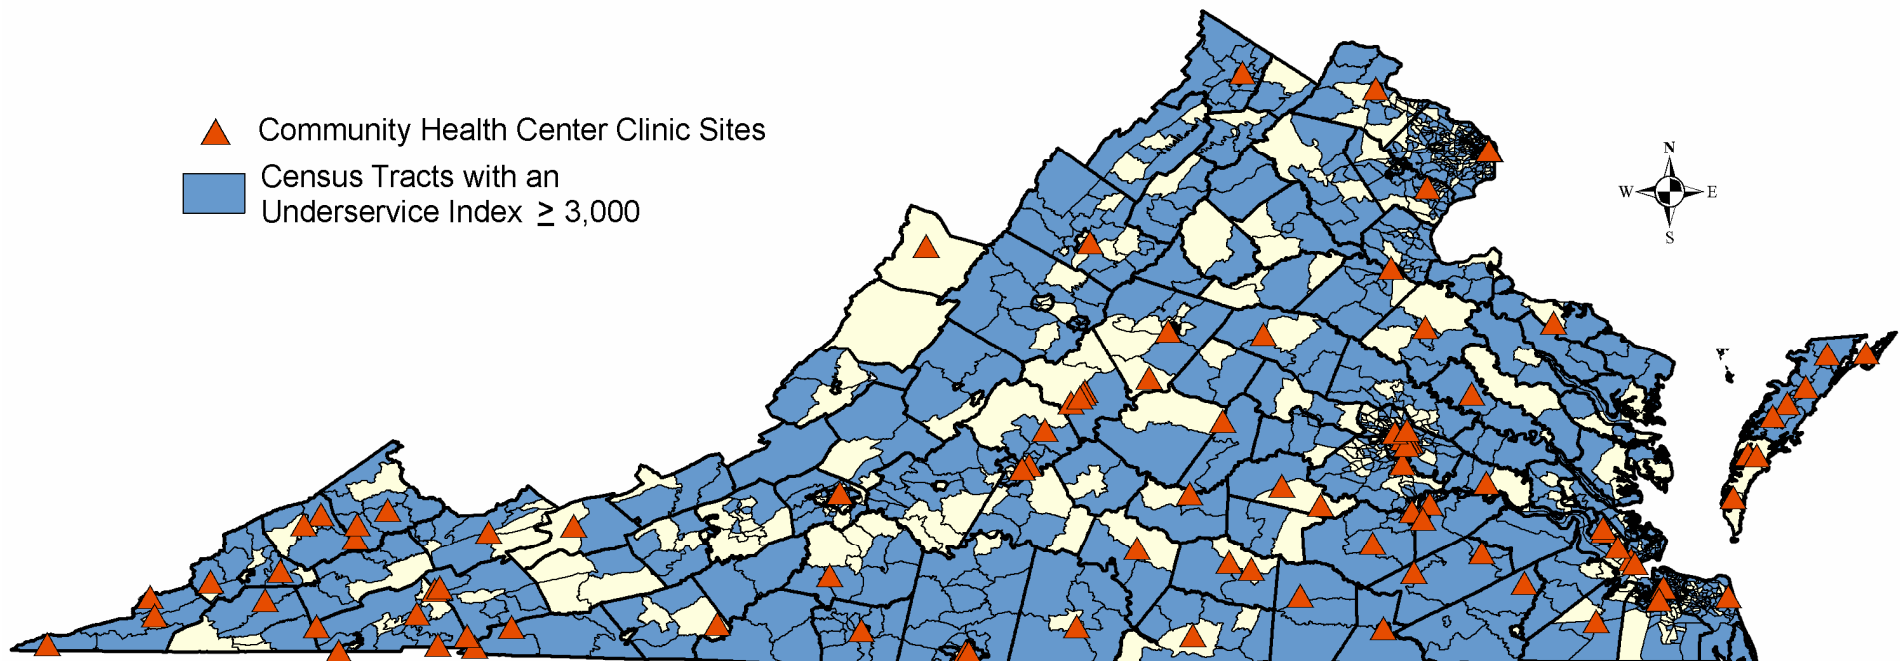 Community Health Center Clinic Sites
Census Tracts with an
Underservice Index ≥ 3,000
N
W E
S